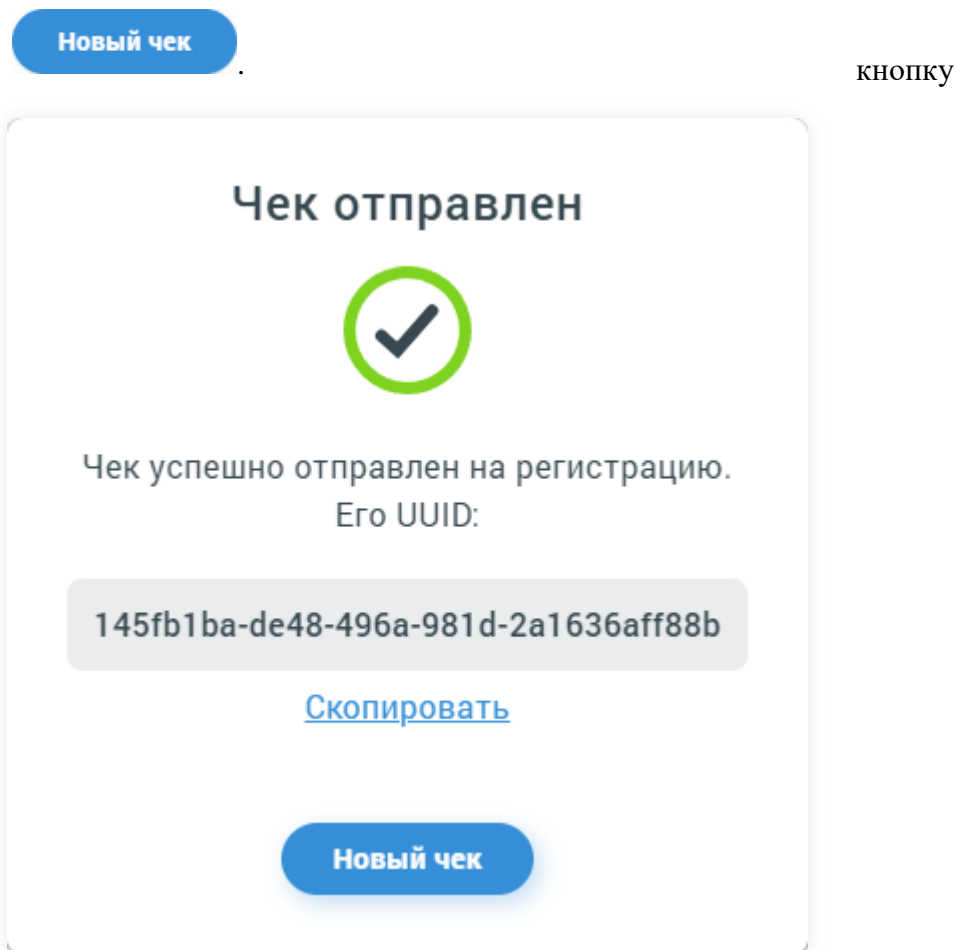 Новый чек
. кнопку
Чек отправлен
Чек успешно отправлен на регистрацию.
Его UUID:
145fb1ba-de48-496a-981d-2a1636aff88b
Скопировать
Новый чек